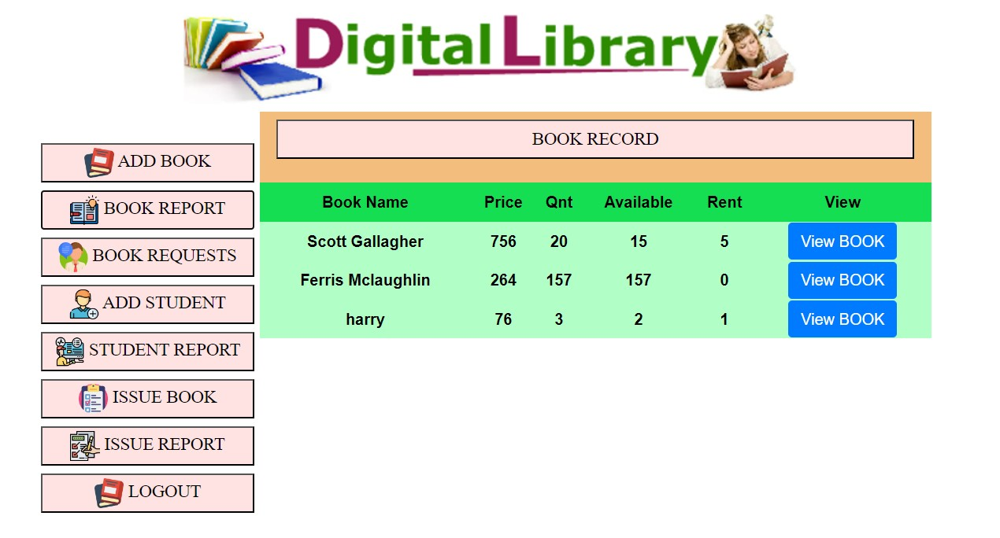 Digital Library
BOOK RECORD
ADD BOOK
BOOK REPORT
BOOK REQUESTS
ADD STUDENT
STUDENT REPORT
ISSUE BOOK
ISSUE REPORT
LOGOUT
Book Name Price Qnt Available Rent View
Scott Gallagher 756 20 15 5 View BOOK
Ferris Mclaughlin 264 157 157 0 View BOOK
harry 76 3 2 1 View BOOK